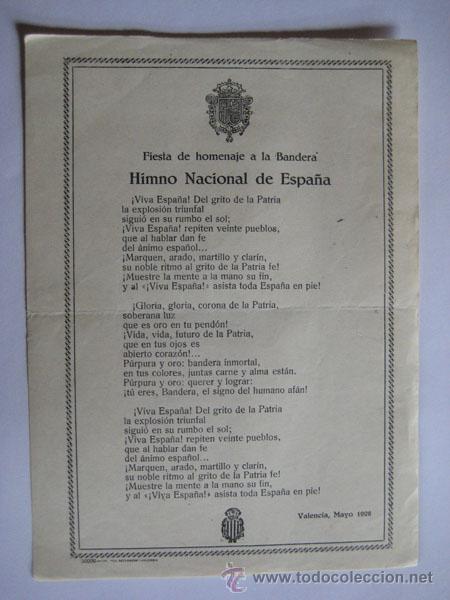 Fiesta de homenaje a la Bandera
Himno Nacional de España
¡Viva España! Del grito de la Patria
la explosión triunfal
siguió en su rumbo el sol;
¡Viva España! repiten veinte pueblos,
que al hablar dan fe
del ánimo español...
¡Marquen, arado, martillo y clarín,
su noble ritmo al grito de la Patria fe!
¡Muestre la mente a la mano su fin,
y al «¡Viva España!» asista toda España en pie!
¡Gloria, gloria, corona de la Patria,
soberana luz
que es oro en tu pendón!
¡Vida, vida, futuro de la Patria,
que en tus ojos es
abierto corazón!...
Púrpura y oro: bandera inmortal,
en tus colores, juntas carne y alma están.
Púrpura y oro: querer y lograr:
¡tú eres, Bandera, el signo del humano afán!
¡Viva España! Del grito de la Patria
la explosión triunfal
siguió en su rumbo el sol;
¡Viva España! repiten veinte pueblos,
que al hablar dan fe
del ánimo español...
¡Marquen, arado, martillo y clarín,
su noble ritmo al grito de la Patria fe!
¡Muestre la mente a la mano su fin,
y al «¡Viva España!» asista toda España en pie!
Valencia, Mayo 1928
todocoleccion
www.todocoleccion.net